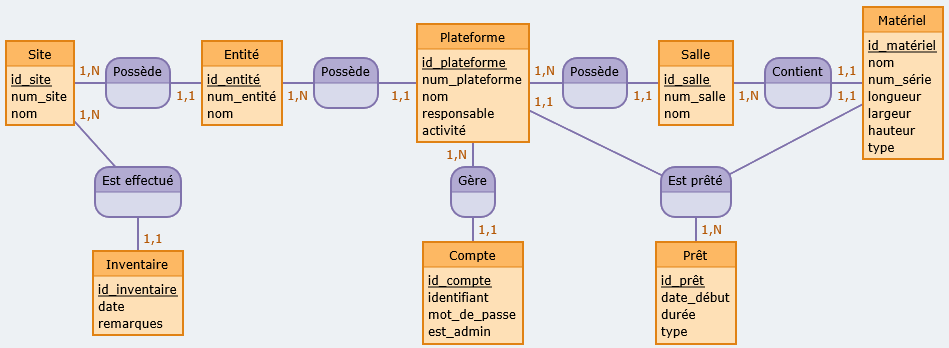 Site
id_site
num_site
nom
1,N
1,N
Possède
1,1
Entité
id_entité
num_entité
nom
1,N
Possède
1,1
Plateforme
id_plateforme
num_plateforme
nom
responsable
activité
1,N
1,1
1,N
Possède
1,1
Salle
id_salle
num_salle
nom
1,N
Contient
1,1
1,1
Matériel
id_matériel
nom
num_série
longueur
largeur
hauteur
type
Est effectué
1,1
Inventaire
id_inventaire
date
remarques
Gère
1,1
Compte
id_compte
identifiant
mot_de_passe
est_admin
Est prêté
1,N
Prêt
id_prêt
date_début
durée
type